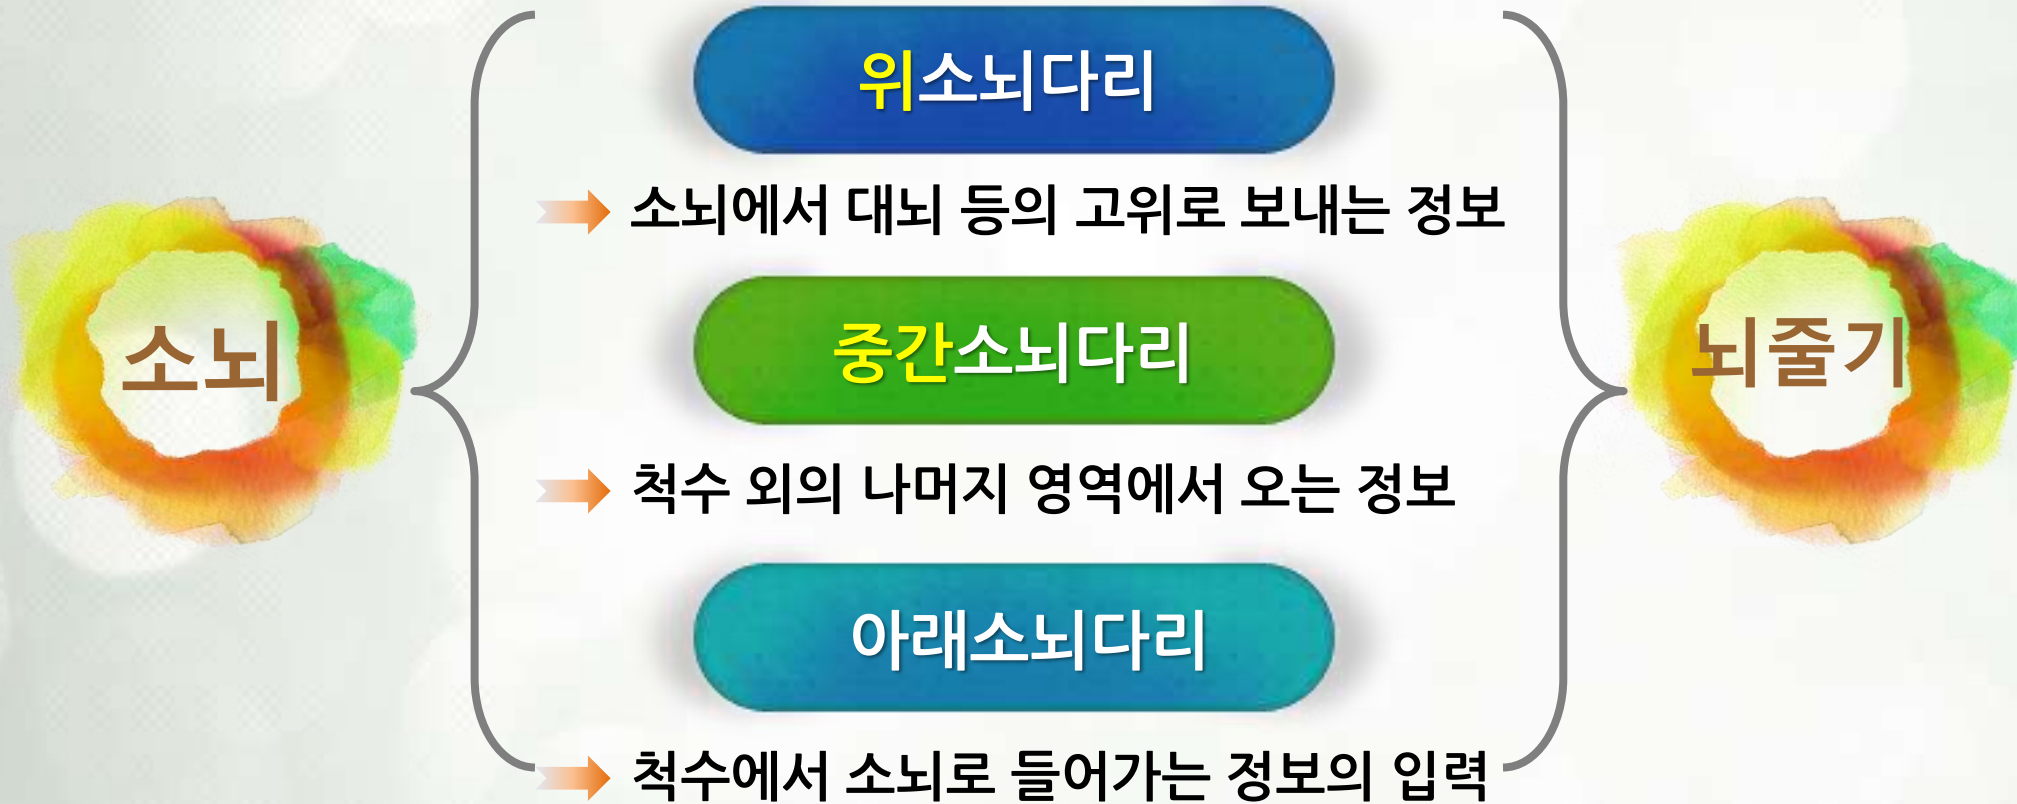 위소뇌다리
소뇌에서 대뇌 등의 고위로 보내는 정보
소뇌
중간소뇌다리
뇌줄기
척수 외의 나머지 영역에서 오는 정보
아래소뇌다리
척수에서 소뇌로 들어가는 정보의 입력